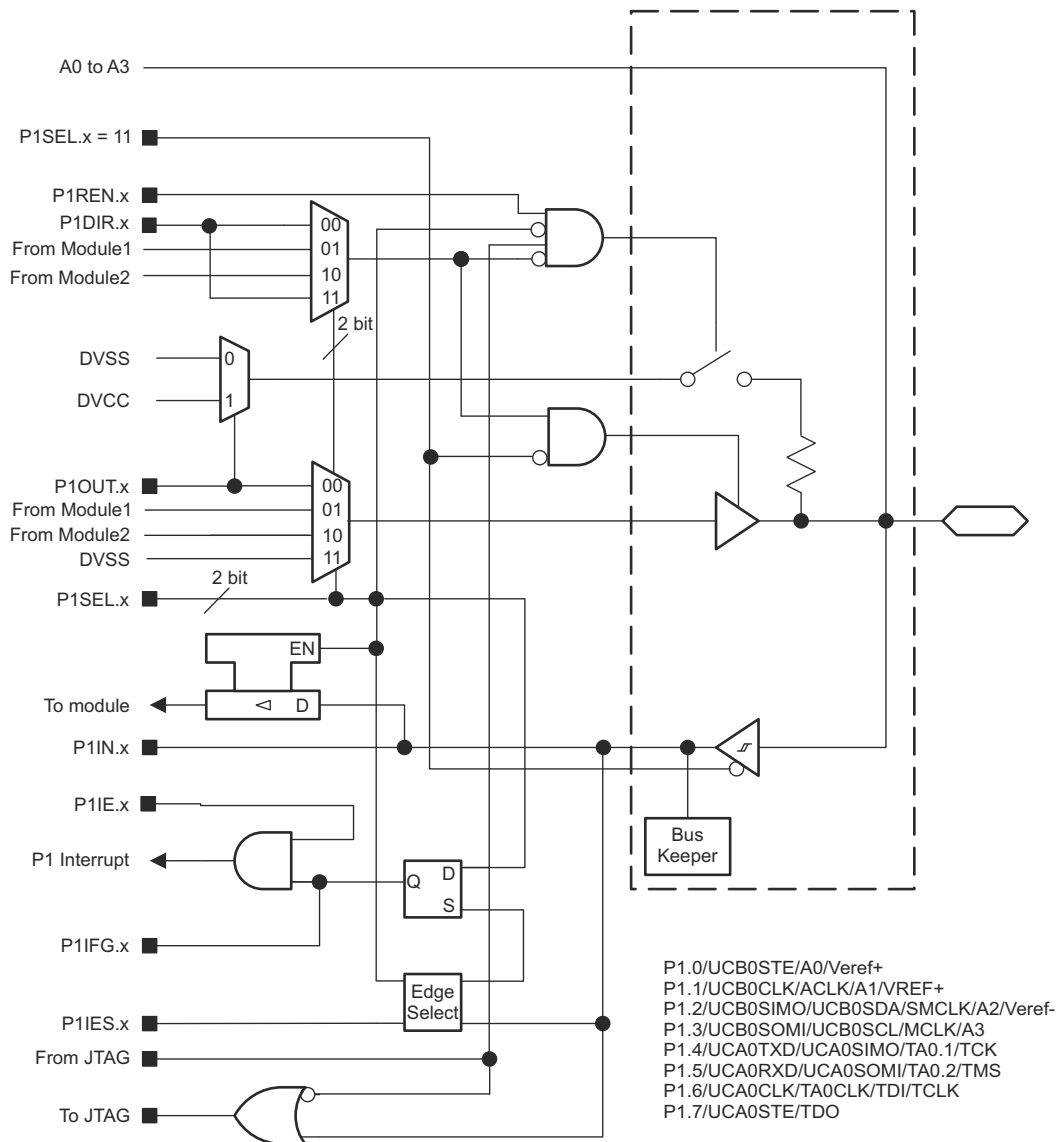 A0 to A3
P1SEL.x = 11
P1REN.x
P1DIR.x
From Module1
From Module2
00
01
10
11
2 bit
DVSS
DVCC
0
1
P1OUT.x
From Module1
From Module2
DVSS
00
01
10
11
2 bit
P1SEL.x
EN
To module
D
P1IN.x
Bus
Keeper
P1IE.x
P1 Interrupt
Q
D
S
P1IFG.x
Edge
Select
P1IES.x
From JTAG
To JTAG
P1.0/UCB0STE/A0/Veref+
P1.1/UCB0CLK/ACLK/A1/VREF+
P1.2/UCB0SIMO/UCB0SDA/SMCLK/A2/Veref-
P1.3/UCB0SOMI/UCB0SCL/MCLK/A3
P1.4/UCA0TXD/UCA0SIMO/TA0.1/TCK
P1.5/UCA0RXD/UCA0SOMI/TA0.2/TMS
P1.6/UCA0CLK/TA0CLK/TDI/TCLK
P1.7/UCA0STE/TDO